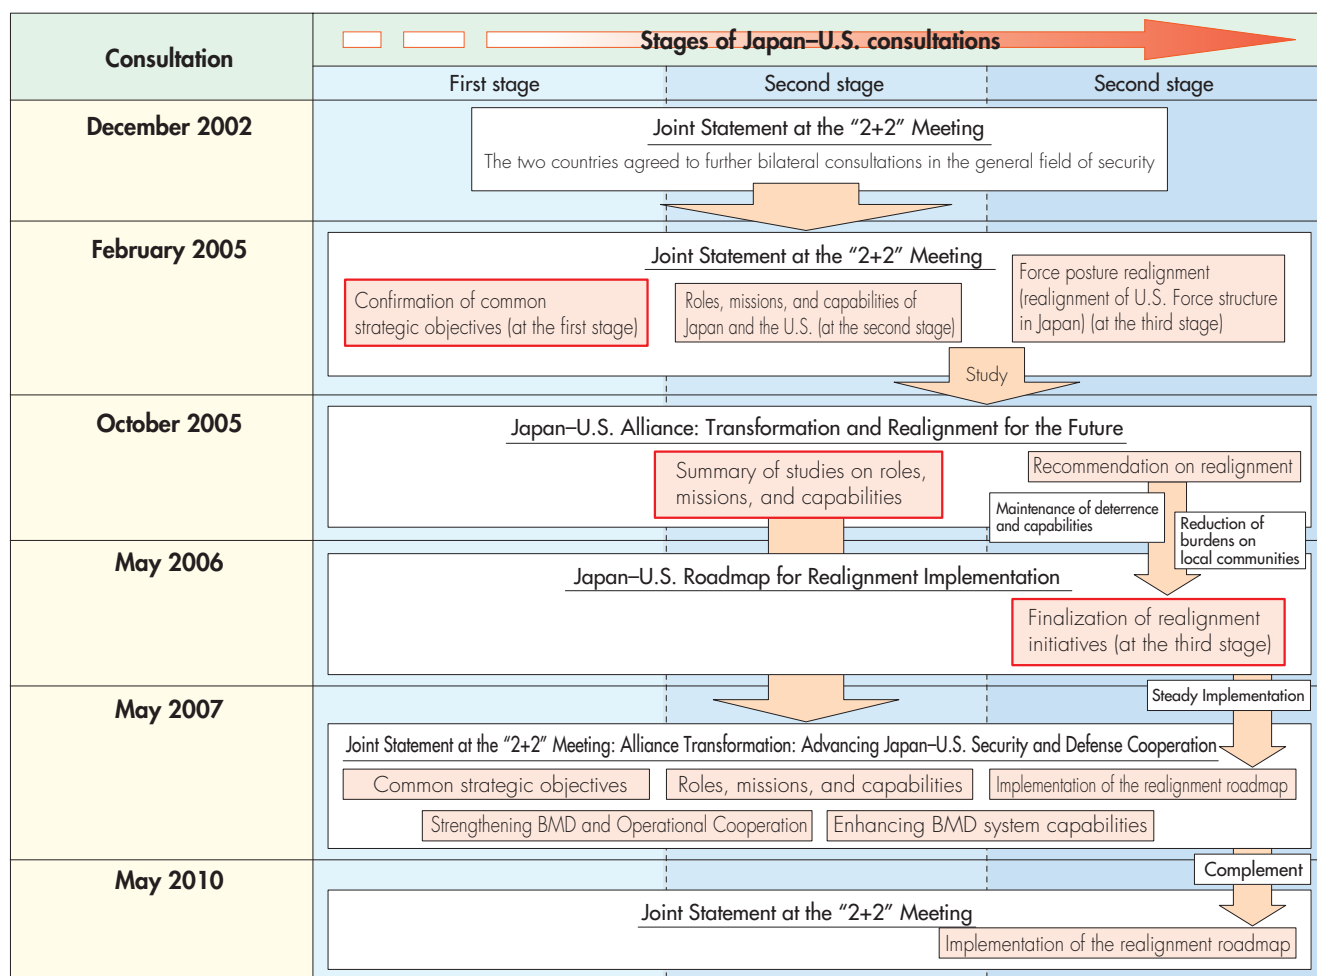 Consultation
Stages of Japan–U.S. consultations
First stage
Second stage
Second stage
December 2002
Joint Statement at the “2+2” Meeting
The two countries agreed to further bilateral consultations in the general field of security
February 2005
Joint Statement at the “2+2” Meeting
Confirmation of common
strategic objectives (at the first stage)
Roles, missions, and capabilities of
Japan and the U.S. (at the second stage)
Force posture realignment
(realignment of U.S. Force structure
in Japan) (at the third stage)
Study
October 2005
Japan–U.S. Alliance: Transformation and Realignment for the Future
Summary of studies on roles,
missions, and capabilities
Recommendation on realignment
Maintenance of deterrence
and capabilities
Reduction of
burdens on
local communities
May 2006
Japan–U.S. Roadmap for Realignment Implementation
Finalization of realignment
initiatives (at the third stage)
May 2007
Steady Implementation
Joint Statement at the “2+2” Meeting: Alliance Transformation: Advancing Japan–U.S. Security and Defense Cooperation
Common strategic objectives
Roles, missions, and capabilities
Implementation of the realignment roadmap
Strengthening BMD and Operational Cooperation
Enhancing BMD system capabilities
May 2010
Complement
Joint Statement at the “2+2” Meeting
Implementation of the realignment roadmap